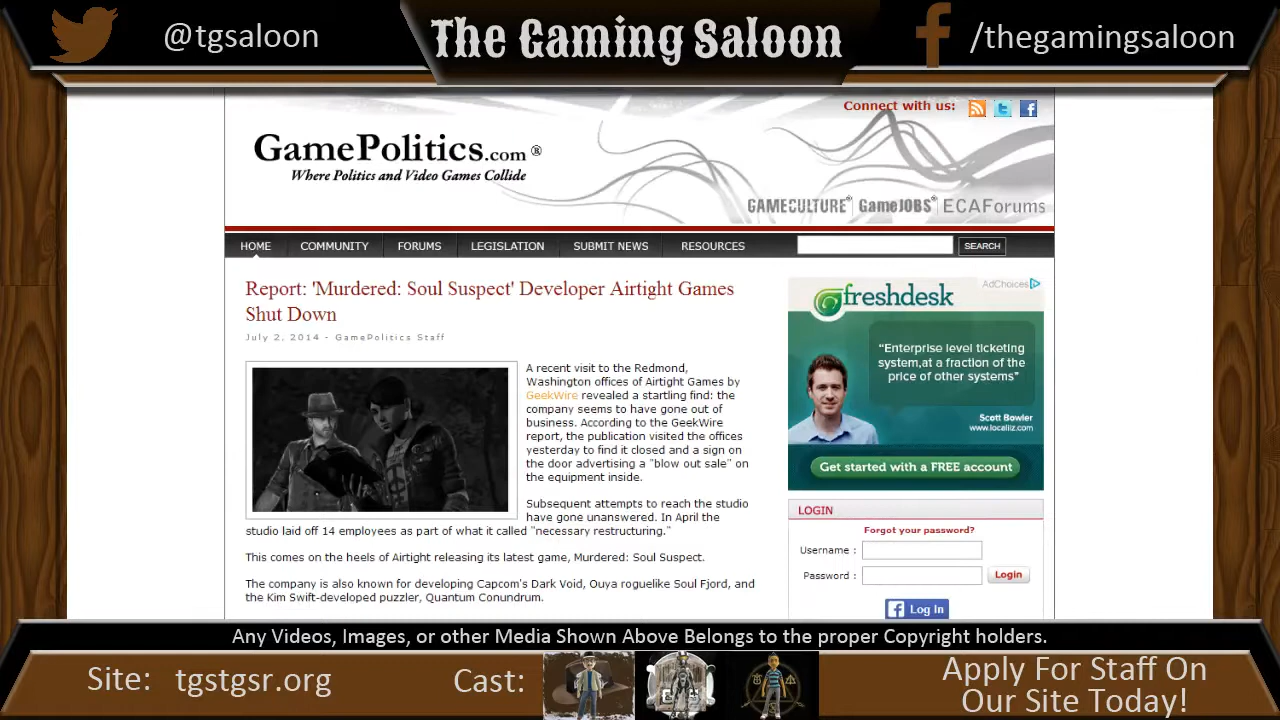 @tgsaloon
The Gaming Saloon
/thegamingsaloon
Connect with us:
GamePolitics.com ®
Where Politics and Video Games Collide
GAMECULTURE® | GameJOBS® | ECAForums
HOME COMMUNITY FORUMS LEGISLATION SUBMIT NEWS RESOURCES SEARCH
Report: 'Murdered: Soul Suspect' Developer Airtight Games
Shut Down
July 2, 2014 - GamePolitics Staff
A recent visit to the Redmond,
Washington offices of Airtight Games by
GeekWire revealed a startling find: the
company seems to have gone out of
business. According to the GeekWire
report, the publication visited the offices
yesterday to find it closed and a sign on
the door advertising a "blow out sale" on
the equipment inside.
Subsequent attempts to reach the studio
have gone unanswered. In April the
studio laid off 14 employees as part of what it called "necessary restructuring."
This comes on the heels of Airtight releasing its latest game, Murdered: Soul Suspect.
The company is also known for developing Capcom's Dark Void, Ouya roguelike Soul Fjord, and
the Kim Swift-developed puzzler, Quantum Conundrum.
AdChoices
freshdesk
“Enterprise level ticketing
system,at a fraction of the
price of other systems”
Scott Bowler
www.localiz.com
Get started with a FREE account
LOGIN
Forgot your password?
Username :
Password :
Login
Log In
Any Videos, Images, or other Media Shown Above Belongs to the proper Copyright holders.
Site: tgstgsr.org
Cast:
Apply For Staff On
Our Site Today!